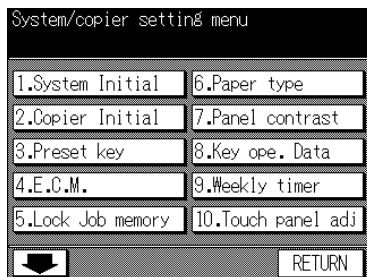 System/copier setting menu
1.System Initial
2.Copier Initial
3.Preset key
4.E.C.M.
5.Lock Job memory
6.Paper type
7.Panel contrast
8.Key ope. Data
9.Weekly timer
10.Touch panel adj
RETURN